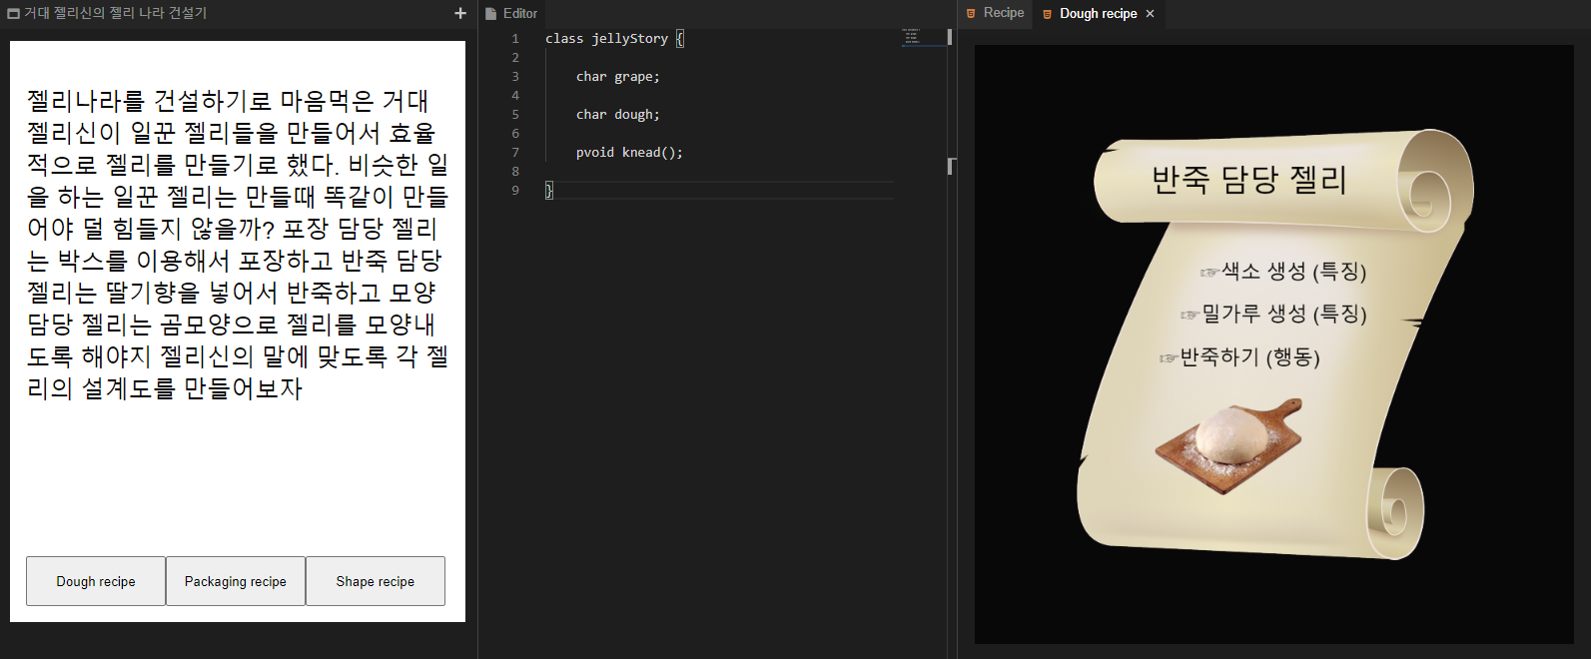 거대 젤리신의 젤리 나라 건설기
젤리나라를 건설하기로 마음먹은 거대
젤리신이 일꾼 젤리들을 만들어서 효율
적으로 젤리를 만들기로 했다. 비슷한 일
을 하는 일꾼 젤리는 만들때 똑같이 만들
어야 덜 힘들지 않을까? 포장 담당 젤리
는 박스를 이용해서 포장하고 반죽 담당
젤리는 딸기향을 넣어서 반죽하고 모양
담당 젤리는 곰모양으로 젤리를 모양내
도록 해야지 젤리신의 말에 맞도록 각 젤
리의 설계도를 만들어보자
Dough recipe
Packaging recipe
Shape recipe
Editor
1 class jellyStory {
2
3 char grape;
4
5 char dough;
6
7 pvoid knead();
8
9 }
Recipe
Dough recipe
반죽 담당 젤리
☞색소 생성 (특징)
☞밀가루 생성 (특징)
☞반죽하기 (행동)